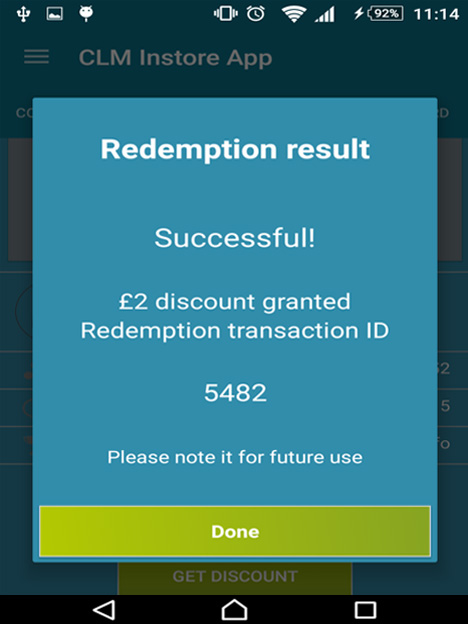 92% 11:14
CLM Instore App
Redemption result
Successful!
£2 discount granted
Redemption transaction ID
5482
Please note it for future use
Done
GET DISCOUNT